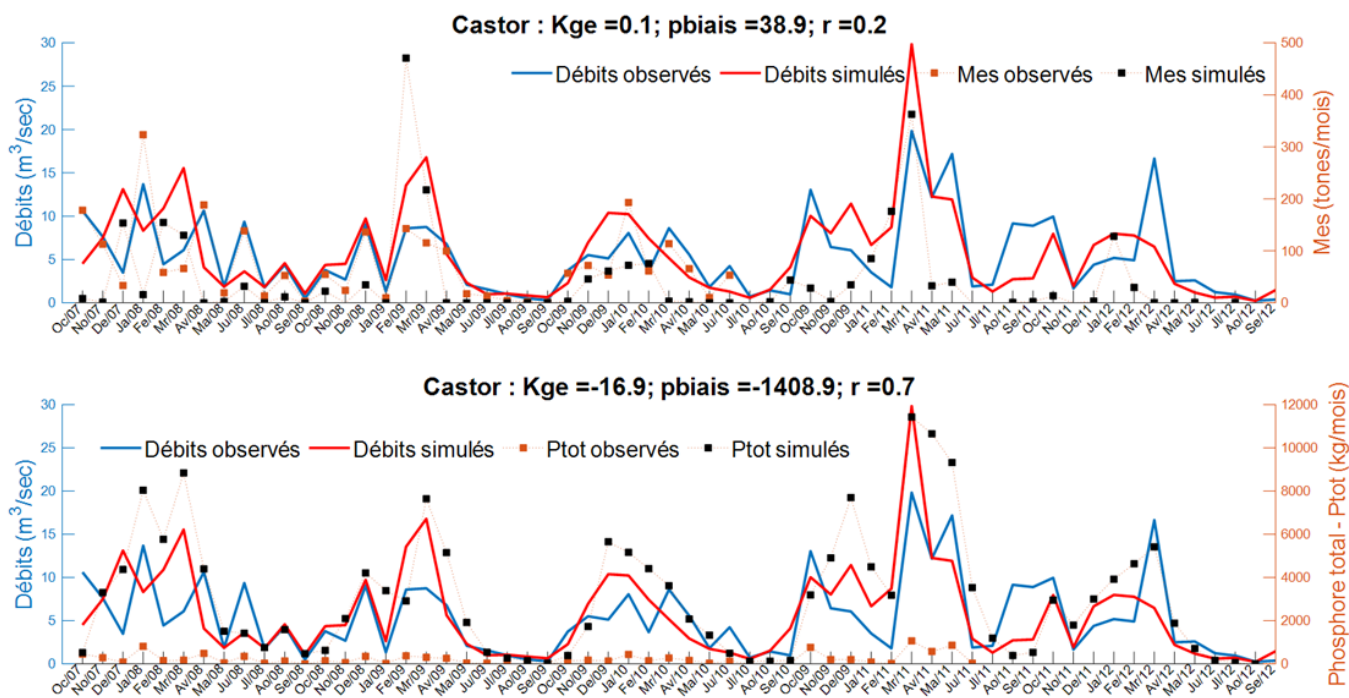 Castor : Kge =0.1; pbiais =38.9; r =0.2
Débits observés Débits simulés Mes observés Mes simulés
Débits (m³/sec)
30
25
20
15
10
5
0
500
400
300
200
100
0
Mes (tones/mois)
Oc/07 No/07 De/07 Ja/08 Fe/08 Mr/08 Av/08 Ma/08 Ju/08 Jl/08 Ao/08 Se/08 Oc/08 No/08 De/08 Ja/09 Fe/09 Mr/09 Av/09 Ma/09 Ju/09 Jl/09 Ao/09 Se/09 Oc/09 No/09 De/09 Ja/10 Fe/10 Mr/10 Av/10 Ma/10 Ju/10 Jl/10 Ao/10 Se/10 Oc/09 No/09 De/09 Ja/11 Fe/11 Mr/11 Av/11 Ma/11 Ju/11 Jl/11 Ao/11 Se/11 Oc/11 No/11 De/11 Ja/12 Fe/12 Mr/12 Av/12 Ma/12 Ju/12 Jl/12 Ao/12 Se/12
Castor : Kge =-16.9; pbiais =-1408.9; r =0.7
Débits observés Débits simulés Ptot observés Ptot simulés
Débits (m³/sec)
30
25
20
15
10
5
0
12000
10000
8000
6000
4000
2000
0
Phosphore total - Ptot (kg/mois)
Oc/07 No/07 De/07 Ja/08 Fe/08 Mr/08 Av/08 Ma/08 Ju/08 Jl/08 Ao/08 Se/08 Oc/08 No/08 De/08 Ja/09 Fe/09 Mr/09 Av/09 Ma/09 Ju/09 Jl/09 Ao/09 Se/09 Oc/09 No/09 De/09 Ja/10 Fe/10 Mr/10 Av/10 Ma/10 Ju/10 Jl/10 Ao/10 Se/10 Oc/09 No/09 De/09 Ja/11 Fe/11 Mr/11 Av/11 Ma/11 Ju/11 Jl/11 Ao/11 Se/11 Oc/11 No/11 De/11 Ja/12 Fe/12 Mr/12 Av/12 Ma/12 Ju/12 Jl/12 Ao/12 Se/12